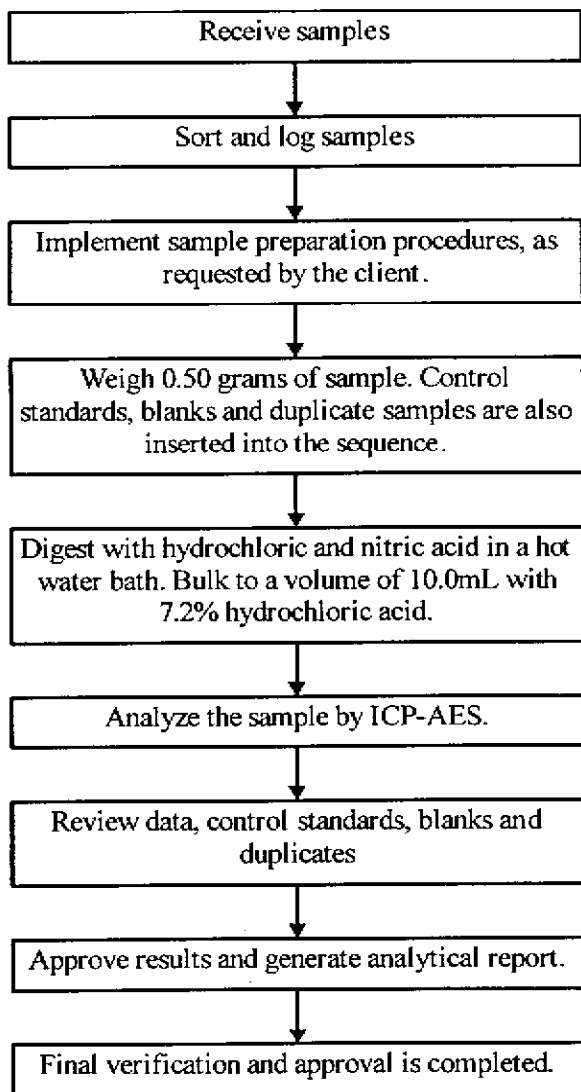 Receive samples
Sort and log samples
Implement sample preparation procedures, as
requested by the client.
Weigh 0.50 grams of sample. Control
standards, blanks and duplicate samples are also
inserted into the sequence.
Digest with hydrochloric and nitric acid in a hot
water bath. Bulk to a volume of 10.0mL with
7.2% hydrochloric acid.
Analyze the sample by ICP-AES.
Review data, control standards, blanks and
duplicates
Approve results and generate analytical report.
Final verification and approval is completed.